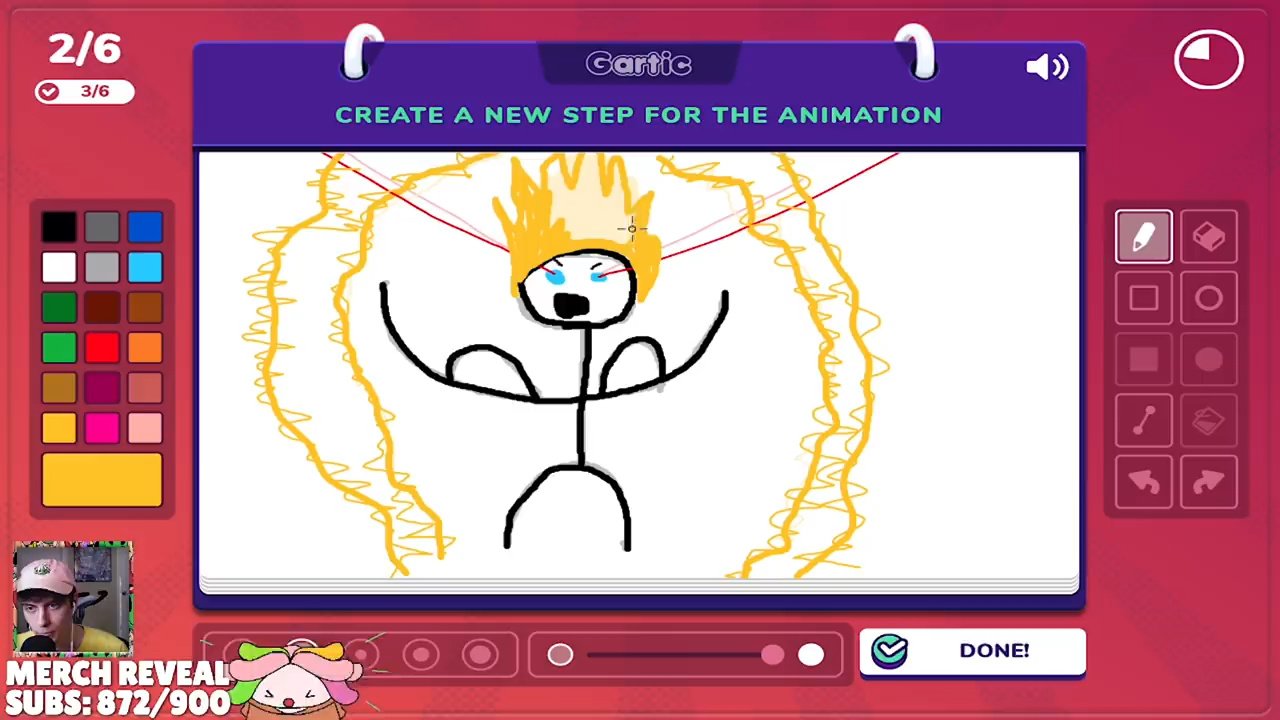 2/6
3/6
Gartic
CREATE A NEW STEP FOR THE ANIMATION
DONE!
MERCH REVEAL
SUBS: 872/900